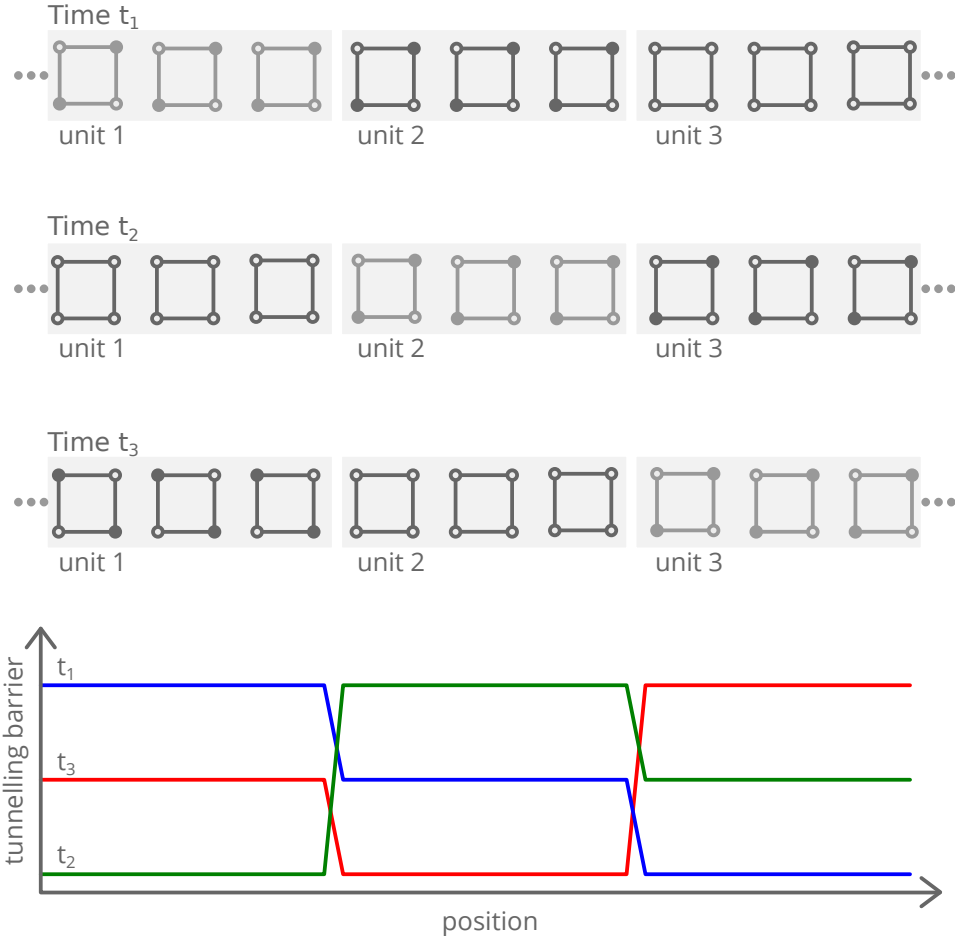 Time t₁
unit 1 unit 2 unit 3
Time t₂
unit 1 unit 2 unit 3
Time t₃
unit 1 unit 2 unit 3
tunnelling barrier
t₁
t₃
t₂
position